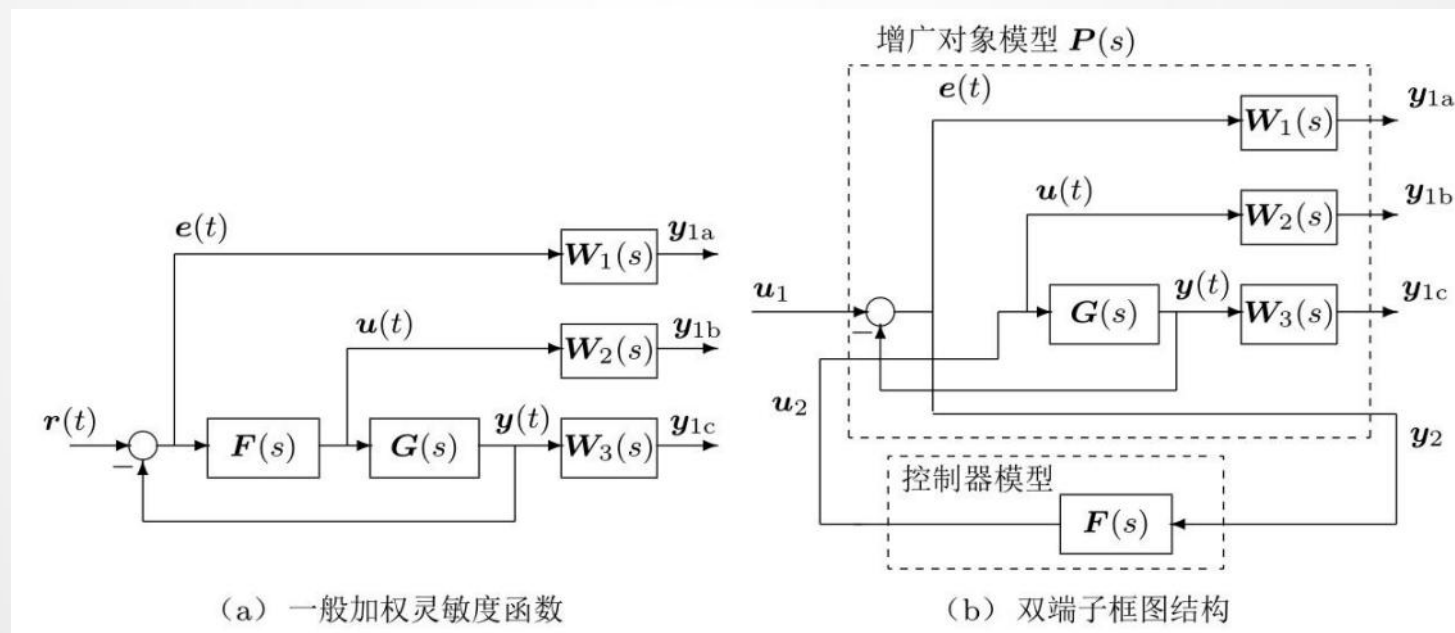 e(t)
W₁(s)
y₁ₐ
u(t)
W₂(s)
y₁b
r(t)
−
F(s)
G(s)
y(t)
W₃(s)
y₁c
（a） 一般加权灵敏度函数
增广对象模型 P(s)
e(t)
W₁(s)
y₁ₐ
u(t)
W₂(s)
y₁b
u₁
−
G(s)
y(t)
W₃(s)
y₁c
u₂
y₂
控制器模型
F(s)
（b） 双端子框图结构